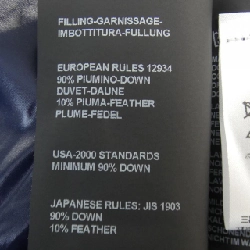 FILLING-GARNISSAGE-
IMBOTTITURA-FULLUNG
EUROPEAN RULES 12934
90% PIUMINO-DOWN
DUVET-DAUNE
10% PIUMA-FEATHER
PLUME-FEDEL
USA-2000 STANDARDS
MINIMUM 90% DOWN
JAPANESE RULES: JIS 1903
90% DOWN
10% FEATHER